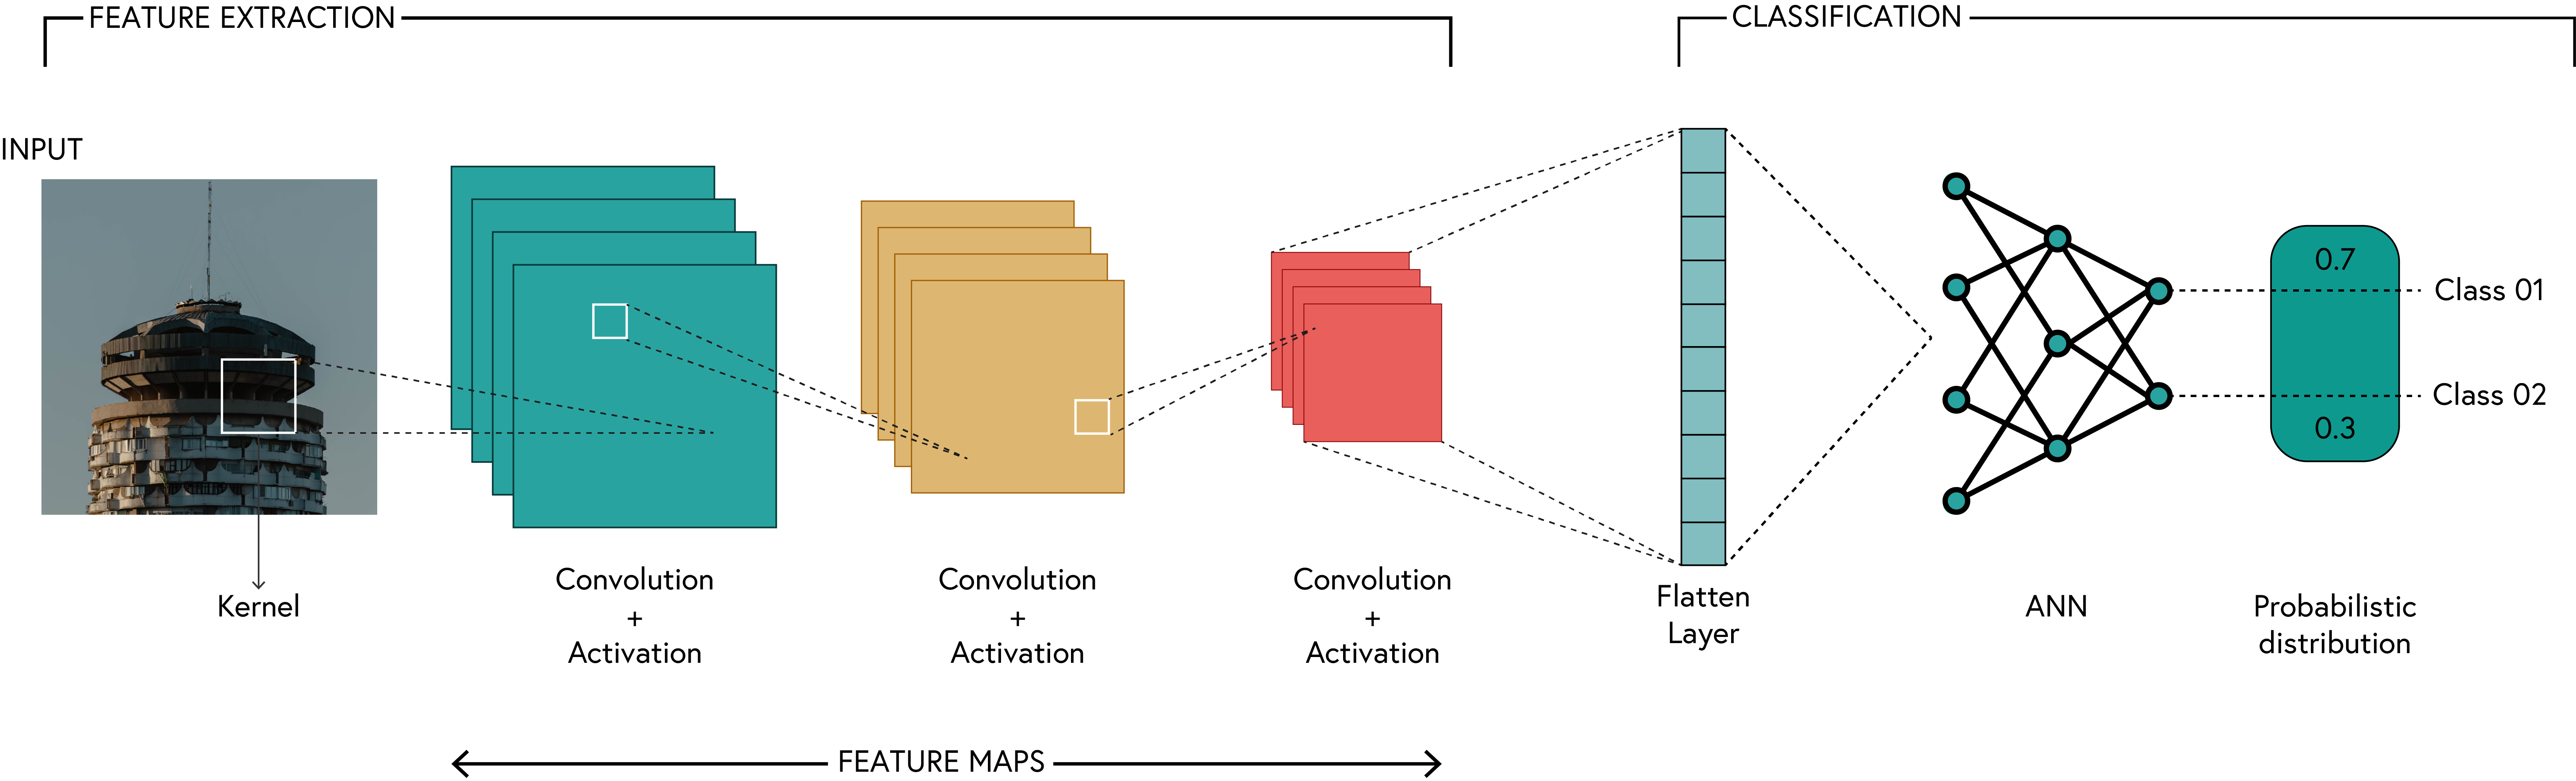 FEATURE EXTRACTION
CLASSIFICATION
INPUT
0.7
Class 01
Class 02
0.3
Kernel
Convolution
+
Activation
Convolution
+
Activation
Convolution
+
Activation
Flatten
Layer
ANN
Probabilistic
distribution
FEATURE MAPS